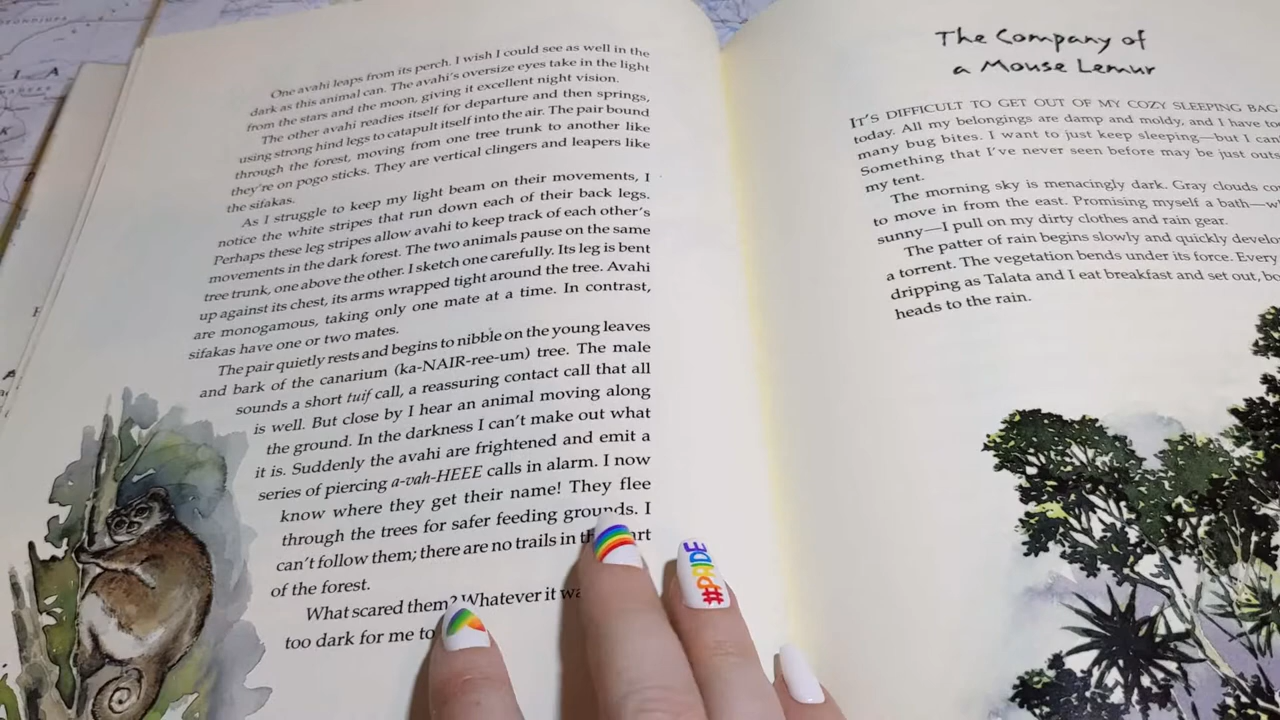 One avahi leaps from its perch. I wish I could see as well in the
dark as this animal can. The avahi's oversize eyes take in the light
from the stars and the moon, giving it excellent night vision.
The other avahi readies itself for departure and then springs,
using strong hind legs to catapult itself into the air. The pair bound
through the forest, moving from one tree trunk to another like
they're on pogo sticks. They are vertical clingers and leapers like
the sifakas.
As I struggle to keep my light beam on their movements, I
notice the white stripes that run down each of their back legs.
Perhaps these leg stripes allow avahi to keep track of each other's
movements in the dark forest. The two animals pause on the same
tree trunk, one above the other. I sketch one carefully. Its leg is bent
up against its chest, its arms wrapped tight around the tree. Avahi
are monogamous, taking only one mate at a time. In contrast,
sifakas have one or two mates.
The pair quietly rests and begins to nibble on the young leaves
and bark of the canarium (ka-NAIR-ree-um) tree. The male
sounds a short tuif call, a reassuring contact call that all
is well. But close by I hear an animal moving along
the ground. In the darkness I can't make out what
it is. Suddenly the avahi are frightened and emit a
series of piercing a-vah-HEEE calls in alarm. I now
know where they get their name! They flee
through the trees for safer feeding grounds. I
can't follow them; there are no trails in
of the forest.
What scared them? Whatever it
too dark for me to
#PRIDE
The Company of
a Mouse Lemur
IT'S DIFFICULT TO GET OUT OF MY COZY SLEEPING BAG
today. All my belongings are damp and moldy, and I have
many bug bites. I want to just keep sleeping—but I
Something that I've never seen before may be just
my tent.
The morning sky is menacingly dark. Gray clouds
to move in from the east. Promising myself a bath—
sunny—I pull on my dirty clothes and rain gear.
The patter of rain begins slowly and quickly
a torrent. The vegetation bends under its force. Every
dripping as Talata and I eat breakfast and set out,
heads to the rain.